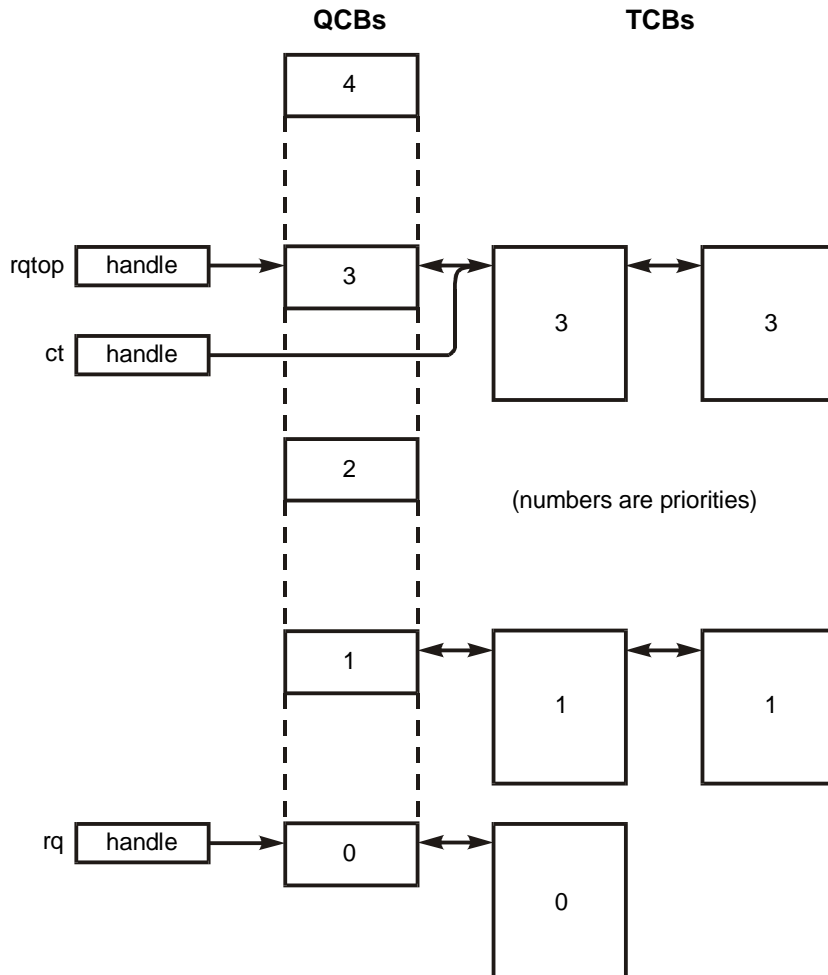 QCBs TCBs
4
rqtop handle 3
3 3
ct handle
2
(numbers are priorities)
1
1 1
rq handle 0
0